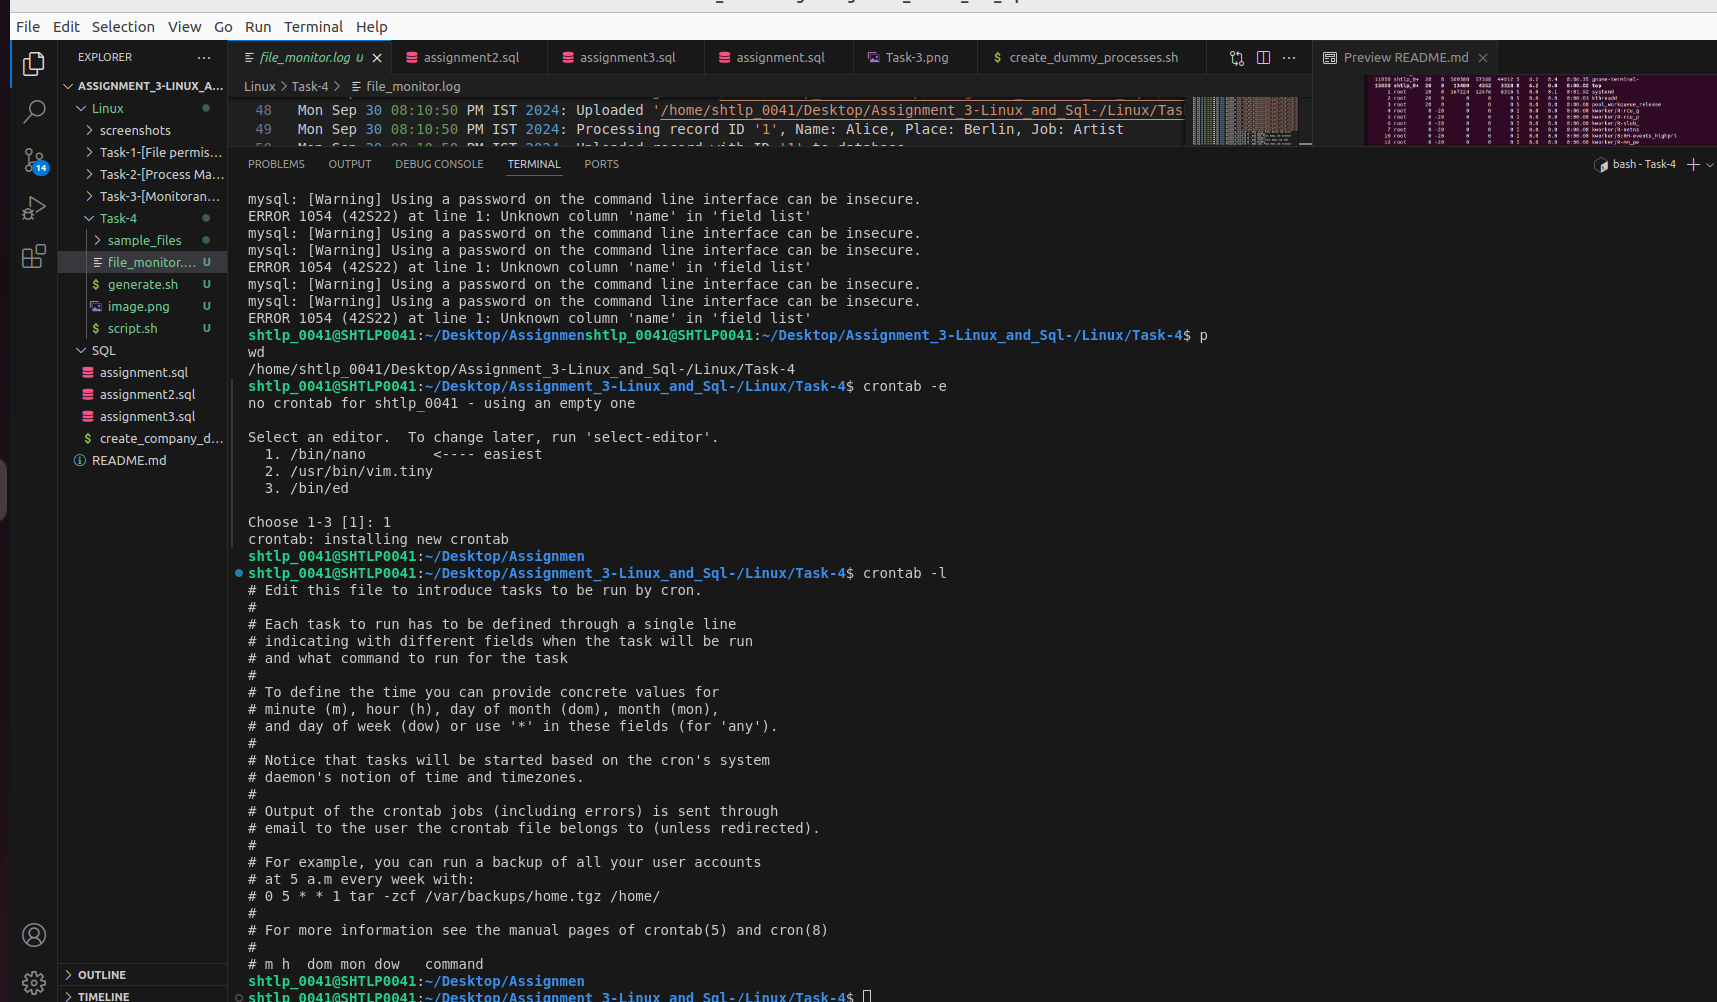 File Edit Selection View Go Run Terminal Help
EXPLORER ···
file_monitor.log U
assignment2.sql
assignment3.sql
assignment.sql
Task-3.png
create_dummy_processes.sh
Preview README.md
ASSIGNMENT_3-LINUX_A...
Linux
screenshots
Task-1-[File permis...
Task-2-[Process Ma...
Task-3-[Monitoran...
Task-4
sample_files
file_monitor.... U
generate.sh U
image.png U
script.sh U
SQL
assignment.sql
assignment2.sql
assignment3.sql
create_company_d...
README.md
OUTLINE
TIMELINE
14
Linux > Task-4 > file_monitor.log
48 Mon Sep 30 08:10:50 PM IST 2024: Uploaded '/home/shtlp_0041/Desktop/Assignment_3-Linux_and_Sql-/Linux/Tas
49 Mon Sep 30 08:10:50 PM IST 2024: Processing record ID '1', Name: Alice, Place: Berlin, Job: Artist
PROBLEMS OUTPUT DEBUG CONSOLE TERMINAL PORTS
bash - Task-4
mysql: [Warning] Using a password on the command line interface can be insecure.
ERROR 1054 (42S22) at line 1: Unknown column 'name' in 'field list'
mysql: [Warning] Using a password on the command line interface can be insecure.
mysql: [Warning] Using a password on the command line interface can be insecure.
ERROR 1054 (42S22) at line 1: Unknown column 'name' in 'field list'
mysql: [Warning] Using a password on the command line interface can be insecure.
mysql: [Warning] Using a password on the command line interface can be insecure.
ERROR 1054 (42S22) at line 1: Unknown column 'name' in 'field list'
shtlp_0041@SHTLP0041:~/Desktop/Assignmenshtlp_0041@SHTLP0041:~/Desktop/Assignment_3-Linux_and_Sql-/Linux/Task-4$ p
wd
/home/shtlp_0041/Desktop/Assignment_3-Linux_and_Sql-/Linux/Task-4
shtlp_0041@SHTLP0041:~/Desktop/Assignment_3-Linux_and_Sql-/Linux/Task-4$ crontab -e
no crontab for shtlp_0041 - using an empty one
Select an editor.  To change later, run 'select-editor'.
1. /bin/nano        <---- easiest
2. /usr/bin/vim.tiny
3. /bin/ed
Choose 1-3 [1]: 1
crontab: installing new crontab
shtlp_0041@SHTLP0041:~/Desktop/Assignmen
shtlp_0041@SHTLP0041:~/Desktop/Assignment_3-Linux_and_Sql-/Linux/Task-4$ crontab -l
# Edit this file to introduce tasks to be run by cron.
#
# Each task to run has to be defined through a single line
# indicating with different fields when the task will be run
# and what command to run for the task
#
# To define the time you can provide concrete values for
# minute (m), hour (h), day of month (dom), month (mon),
# and day of week (dow) or use '*' in these fields (for 'any').
#
# Notice that tasks will be started based on the cron's system
# daemon's notion of time and timezones.
#
# Output of the crontab jobs (including errors) is sent through
# email to the user the crontab file belongs to (unless redirected).
#
# For example, you can run a backup of all your user accounts
# at 5 a.m every week with:
# 0 5 * * 1 tar -zcf /var/backups/home.tgz /home/
#
# For more information see the manual pages of crontab(5) and cron(8)
#
# m h  dom mon dow   command
shtlp_0041@SHTLP0041:~/Desktop/Assignmen
shtlp_0041@SHTLP0041:~/Desktop/Assignment_3-Linux_and_Sql-/Linux/Task-4$